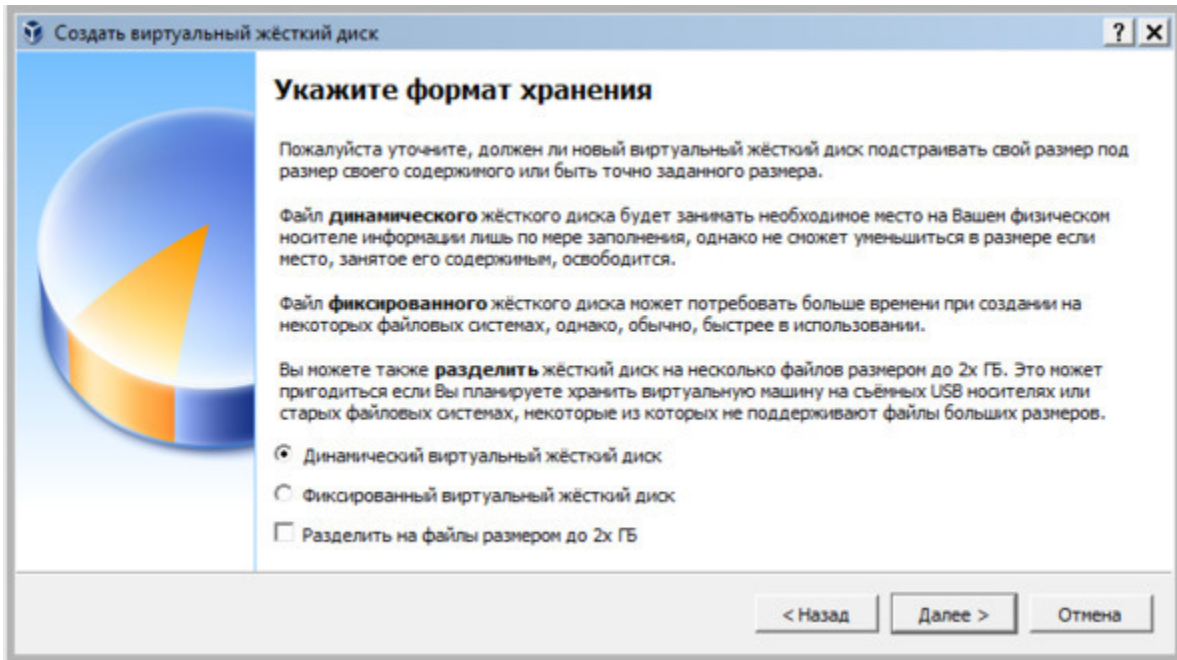 Создать виртуальный жёсткий диск
Укажите формат хранения
Пожалуйста уточните, должен ли новый виртуальный жёсткий диск подстраивать свой размер под
размер своего содержимого или быть точно заданного размера.
Файл динамического жёсткого диска будет занимать необходимое место на Вашем физическом
носителе информации лишь по мере заполнения, однако не сможет уменьшиться в размере если
место, занятое его содержимым, освободится.
Файл фиксированного жёсткого диска может потребовать больше времени при создании на
некоторых файловых системах, однако, обычно, быстрее в использовании.
Вы можете также разделить жёсткий диск на несколько файлов размером до 2х ГБ. Это может
пригодиться если Вы планируете хранить виртуальную машину на съёмных USB носителях или
старых файловых системах, некоторые из которых не поддерживают файлы больших размеров.
Динамический виртуальный жёсткий диск
Фиксированный виртуальный жёсткий диск
Разделить на файлы размером до 2х ГБ
< Назад
Далее >
Отмена